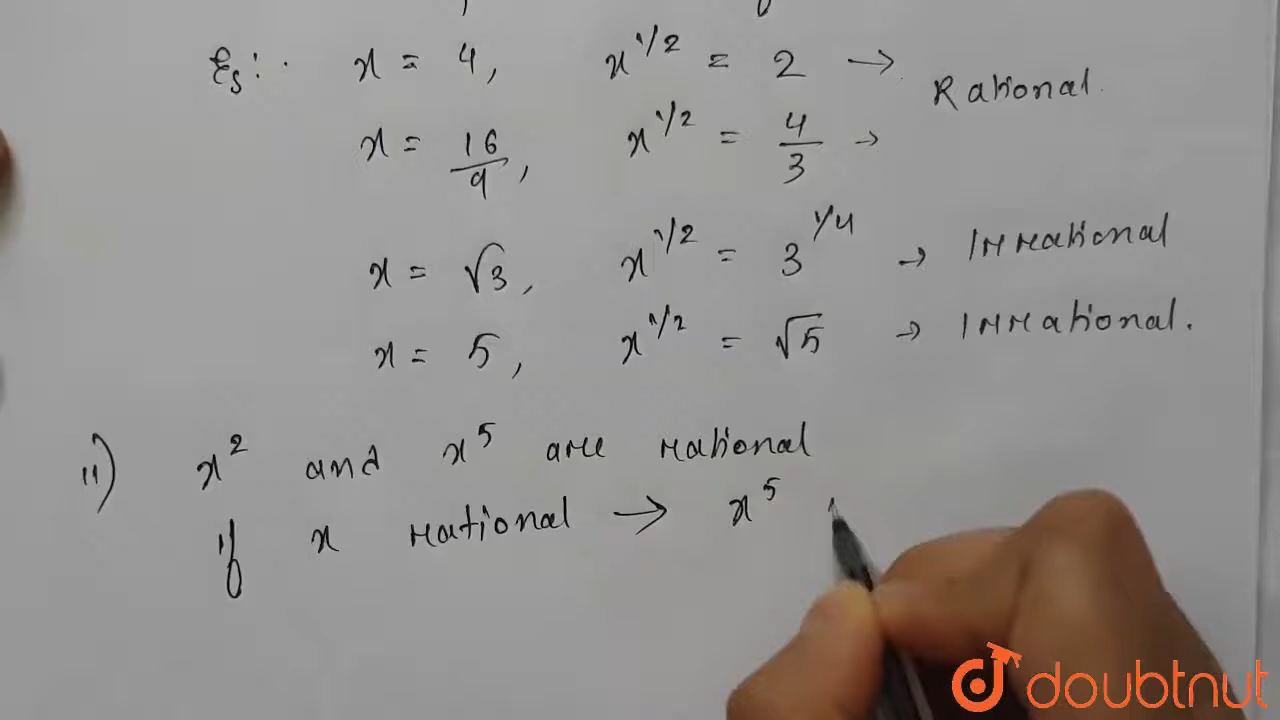 Eg:· x = 4, x^1/2 = 2 → Rational.
x = 16/9, x^1/2 = 4/3 →
x = √3, x^1/2 = 3^1/4 → Irrational
x = 5, x^1/2 = √5 → Irrational.
11) x^2 and x^5 are rational
if x rational → x^5
doubtnut